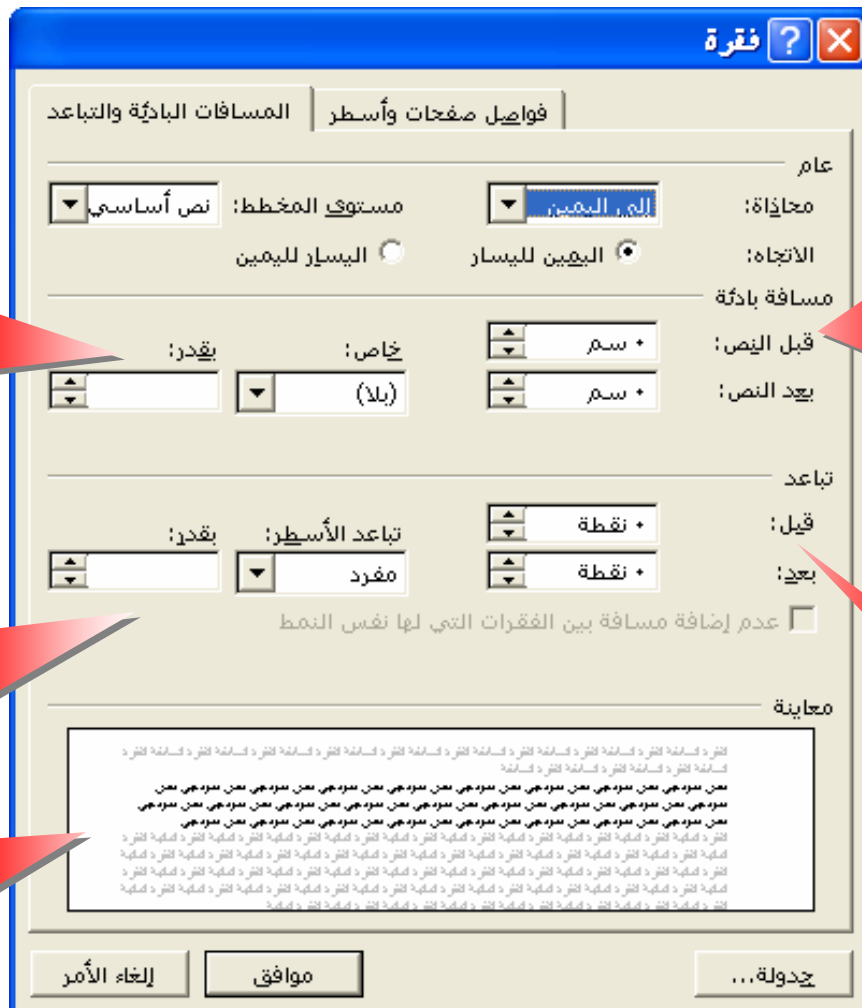 فقرة
المسافات البادئة والتباعد فواصل صفحات وأسطر
عام
محاذاة: إلى اليمين مستوى المخطط: نص أساسي
الاتجاه: اليمين لليسار اليسار لليمين
مسافة بادئة
قبل النص: ٠ سم خاص: بقدر:
بعد النص: ٠ سم (بلا)
تباعد
قبل: ٠ نقطة تباعد الأسطر: بقدر:
بعد: ٠ نقطة مفرد
عدم إضافة مسافة بين الفقرات التي لها نفس النمط
معاينة
جدولة... موافق إلغاء الأمر